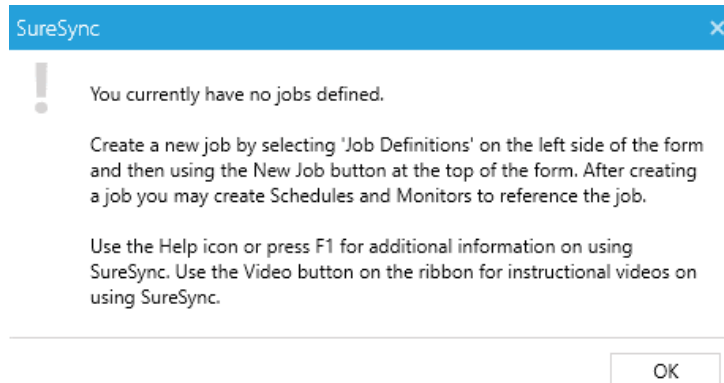 SureSync
You currently have no jobs defined.
Create a new job by selecting 'Job Definitions' on the left side of the form
and then using the New Job button at the top of the form. After creating
a job you may create Schedules and Monitors to reference the job.
Use the Help icon or press F1 for additional information on using
SureSync. Use the Video button on the ribbon for instructional videos on
using SureSync.
OK